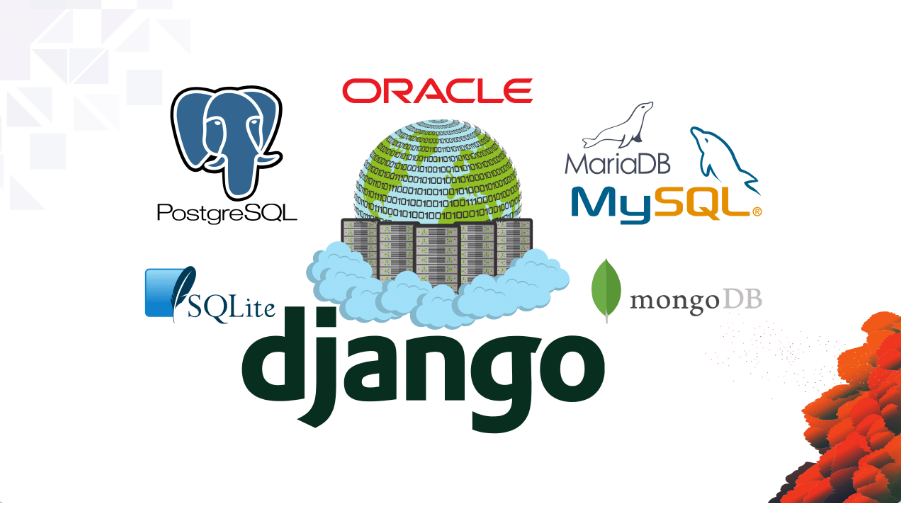 ORACLE
PostgreSQL
MariaDB
MySQL®
SQLite
mongoDB
django